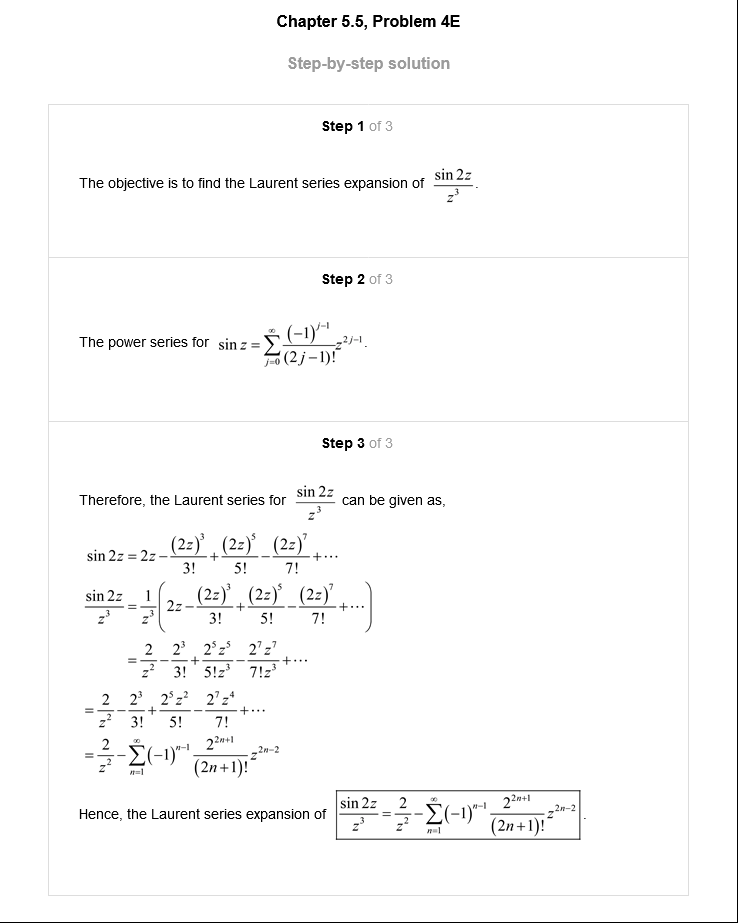 Chapter 5.5, Problem 4E
Step-by-step solution
Step 1 of 3
The objective is to find the Laurent series expansion of \frac{\sin 2z}{z^3}.
Step 2 of 3
The power series for \sin z = \sum_{j=0}^{\infty} \frac{(-1)^{j-1}}{(2j-1)!} z^{2j-1}.
Step 3 of 3
Therefore, the Laurent series for \frac{\sin 2z}{z^3} can be given as,
\sin 2z = 2z - \frac{(2z)^3}{3!} + \frac{(2z)^5}{5!} - \frac{(2z)^7}{7!} + \cdots
\frac{\sin 2z}{z^3} = \frac{1}{z^3} \left( 2z - \frac{(2z)^3}{3!} + \frac{(2z)^5}{5!} - \frac{(2z)^7}{7!} + \cdots \right)
= \frac{2}{z^2} - \frac{2^3}{3!} + \frac{2^5 z^5}{5! z^3} - \frac{2^7 z^7}{7! z^3} + \cdots
= \frac{2}{z^2} - \frac{2^3}{3!} + \frac{2^5 z^2}{5!} - \frac{2^7 z^4}{7!} + \cdots
= \frac{2}{z^2} - \sum_{n=1}^{\infty} (-1)^{n-1} \frac{2^{2n+1}}{(2n+1)!} z^{2n-2}
Hence, the Laurent series expansion of \frac{\sin 2z}{z^3} = \frac{2}{z^2} - \sum_{n=1}^{\infty} (-1)^{n-1} \frac{2^{2n+1}}{(2n+1)!} z^{2n-2}.